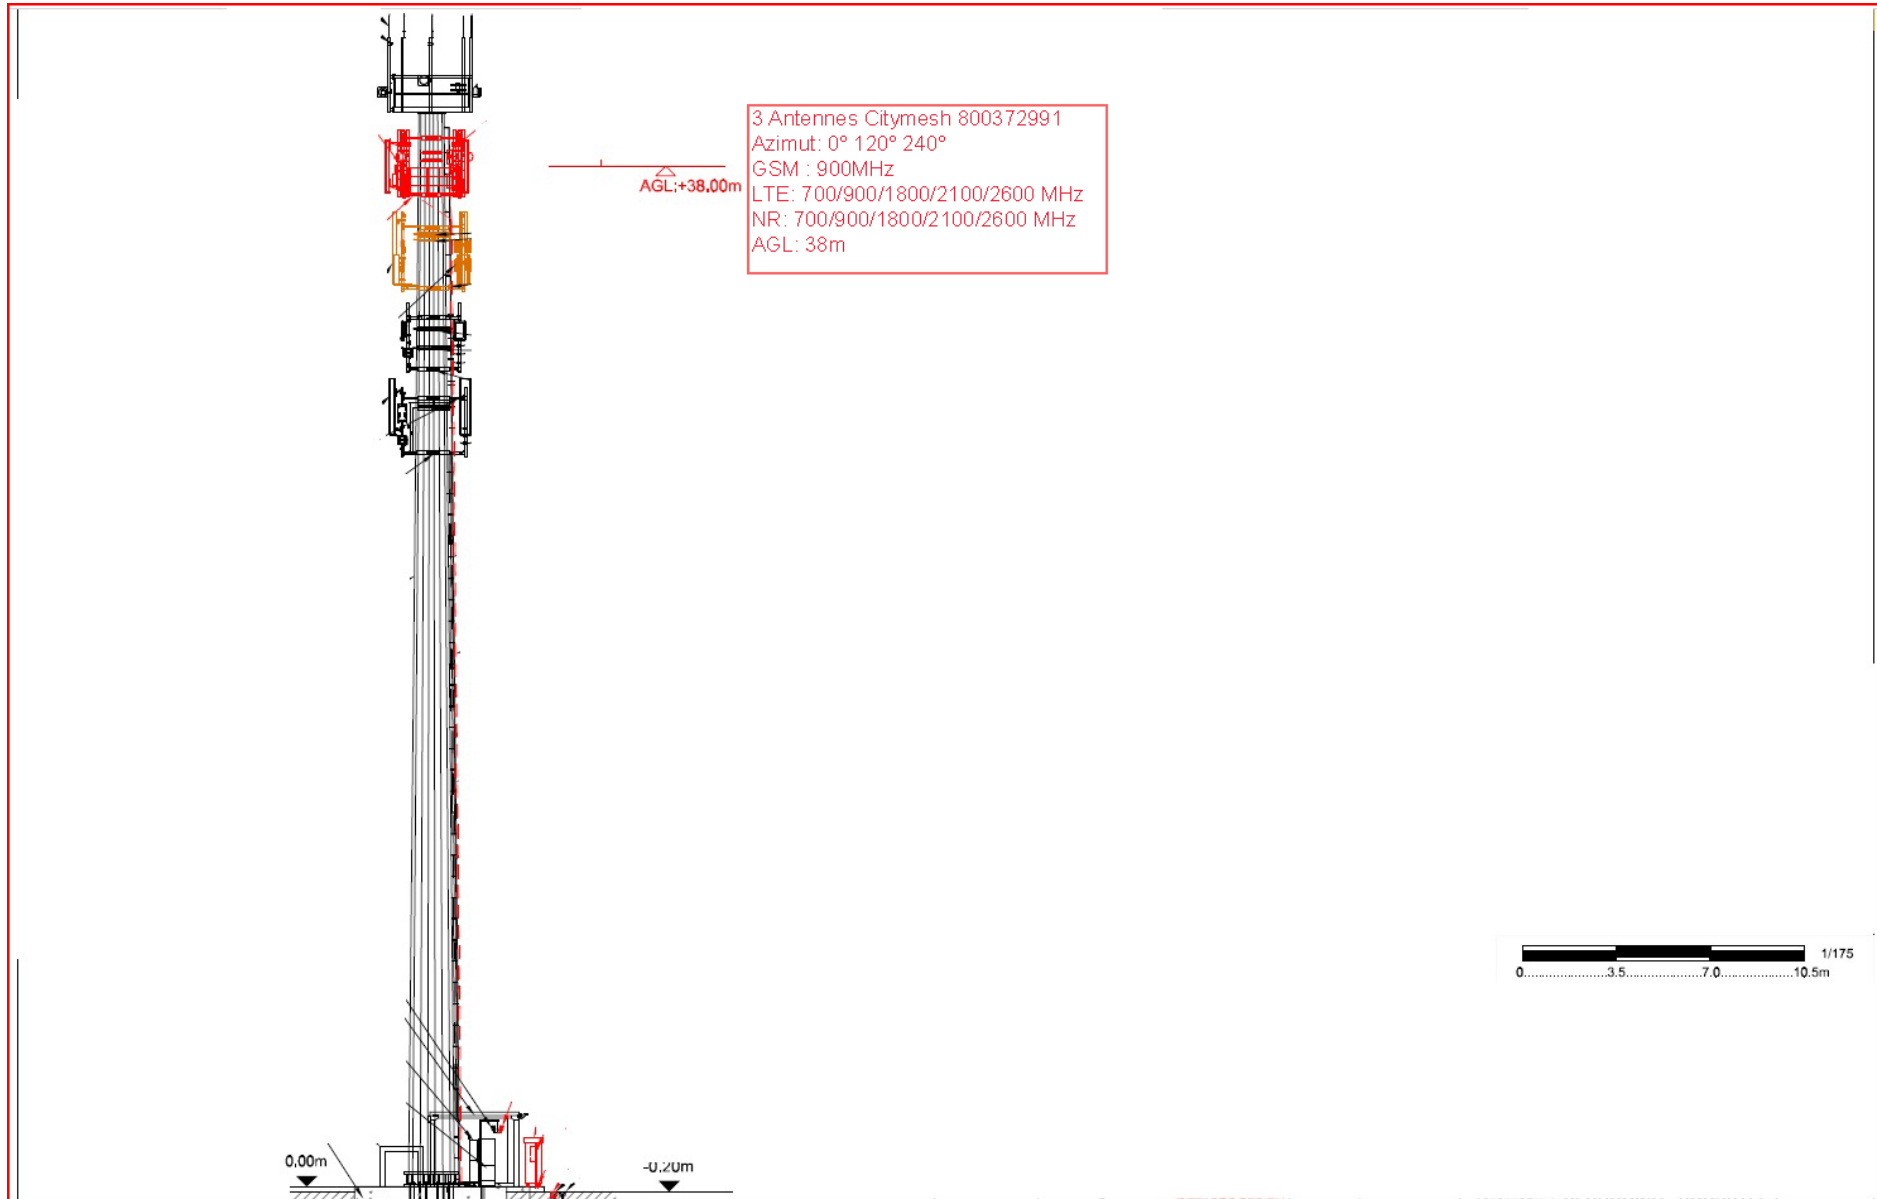 3 Antennes Citymesh 800372991
Azimut: 0° 120° 240°
GSM : 900MHz
LTE: 700/900/1800/2100/2600 MHz
NR: 700/900/1800/2100/2600 MHz
AGL: 38m
AGL:+38.00m
1/175
0..............3.5..............7.0..............10.5m
0,00m
-0.20m